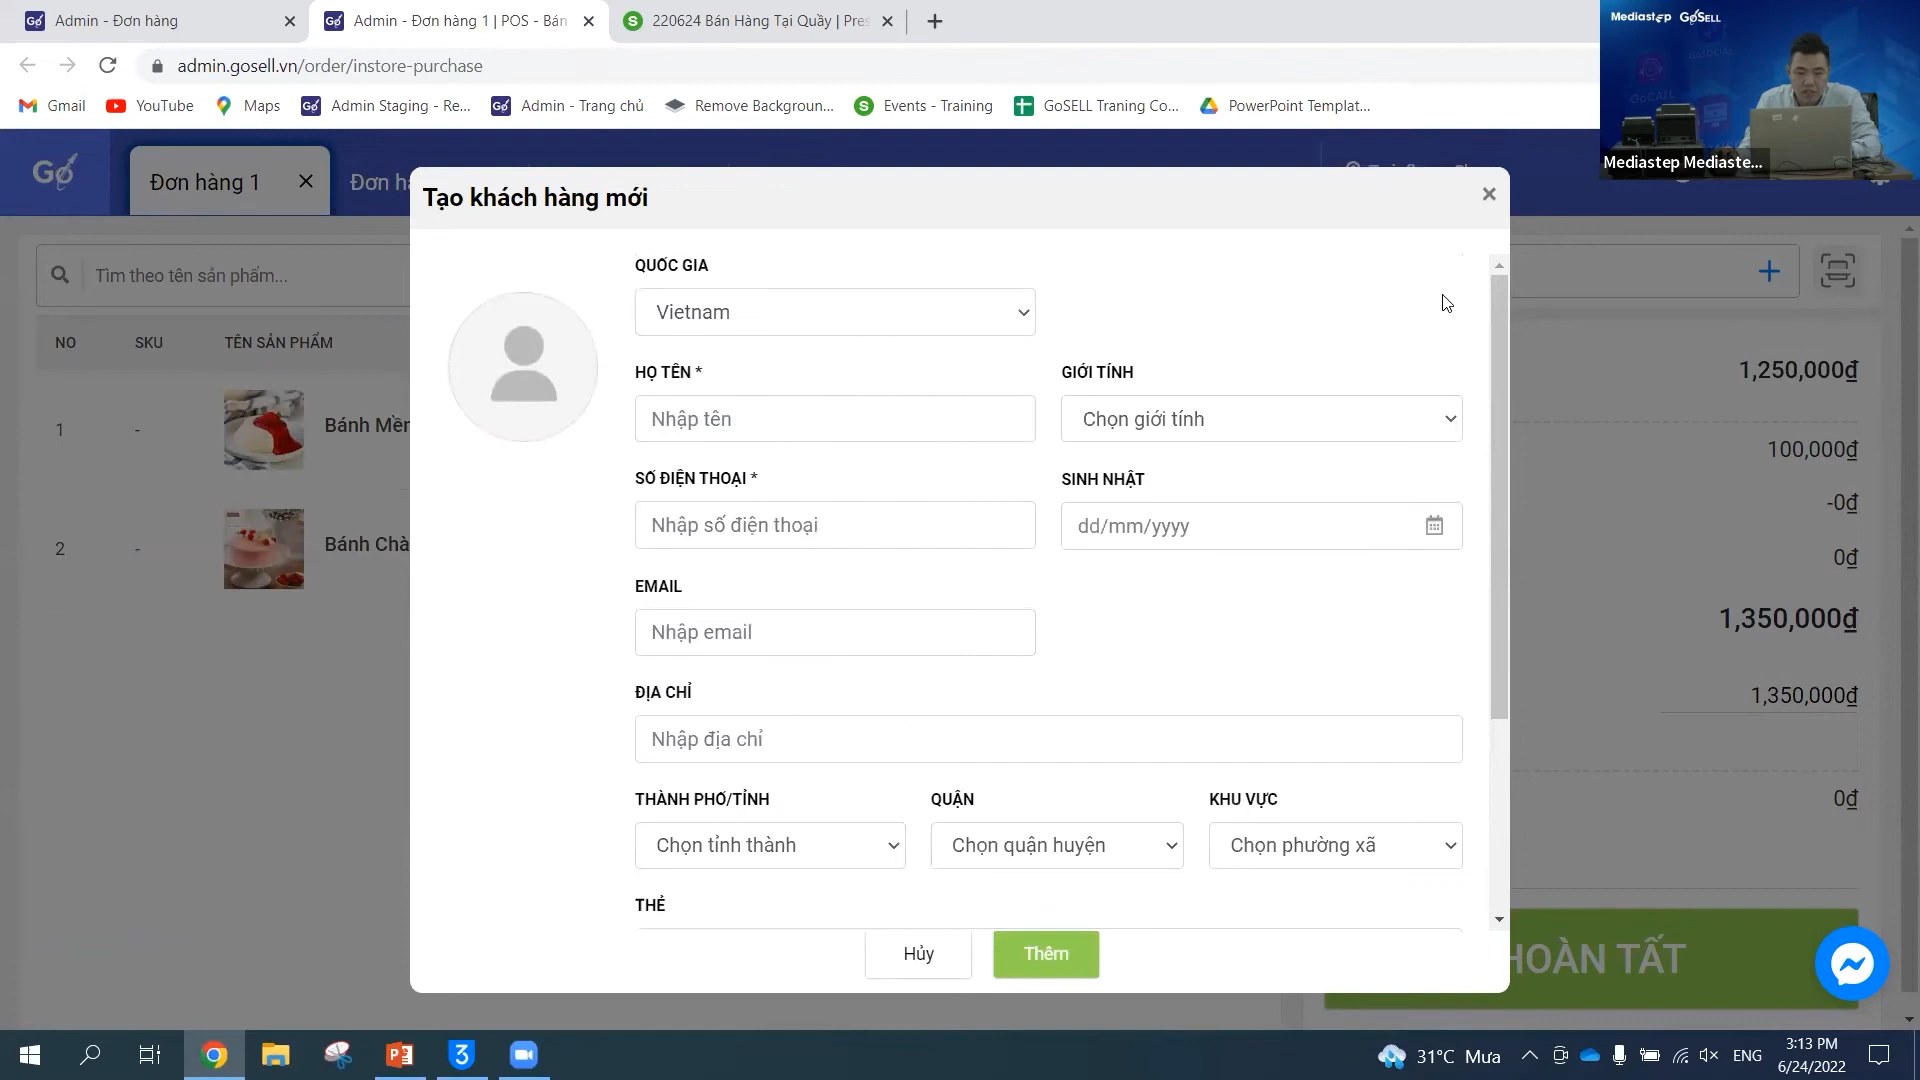 Admin - Đơn hàng
Admin - Đơn hàng 1 | POS - Bán
220624 Bán Hàng Tại Quầy | Pres
Mediastep GoSELL
admin.gosell.vn/order/instore-purchase
Gmail
YouTube
Maps
Admin Staging - Re...
Admin - Trang chủ
Remove Backgroun...
Events - Training
GoSELL Traning Co...
PowerPoint Templat...
Mediastep Mediaste...
Đơn hàng 1
Đơn hà
Tạo khách hàng mới
Tìm theo tên sản phẩm...
NO
SKU
TÊN SẢN PHẨM
1
-
Bánh Mền
2
-
Bánh Chà
QUỐC GIA
Vietnam
HỌ TÊN *
GIỚI TÍNH
Nhập tên
Chọn giới tính
SỐ ĐIỆN THOẠI *
SINH NHẬT
Nhập số điện thoại
dd/mm/yyyy
EMAIL
Nhập email
ĐỊA CHỈ
Nhập địa chỉ
THÀNH PHỐ/TỈNH
QUẬN
KHU VỰC
Chọn tỉnh thành
Chọn quận huyện
Chọn phường xã
THẺ
Hủy
Thêm
1,250,000₫
100,000₫
-0₫
0₫
1,350,000₫
1,350,000₫
0₫
HOÀN TẤT
31°C Mưa
ENG
3:13 PM
6/24/2022